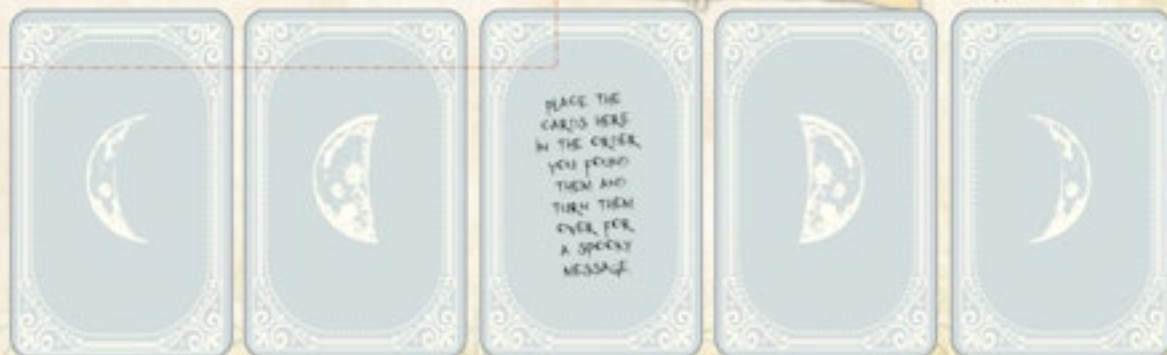 PLACE THE
CARDS HERE
IN THE ORDER
YOU FOUND
THEM AND
TURN THEM
OVER FOR
A SPOOKY
MESSAGE